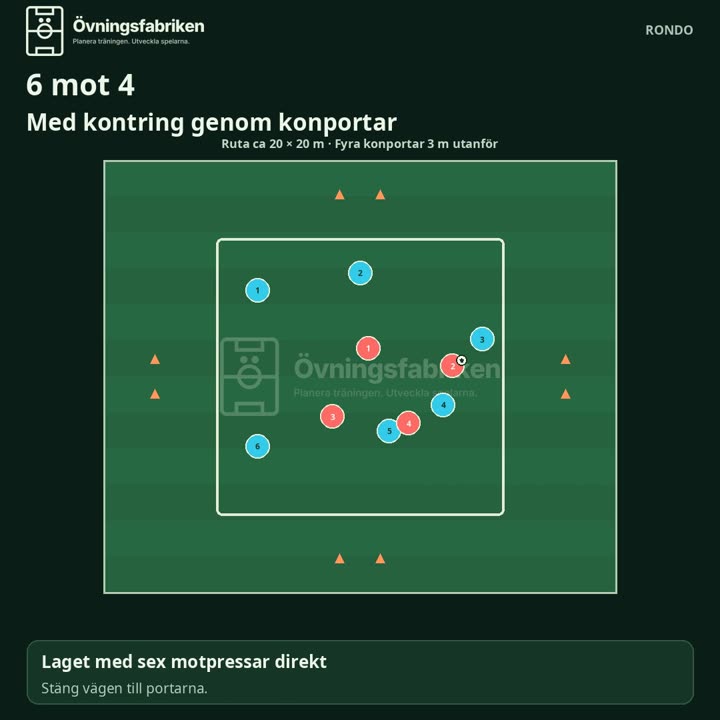 Övningsfabriken
Planera träningen. Utveckla spelarna.
RONDO
6 mot 4
Med kontring genom konportar
Ruta ca 20 × 20 m · Fyra konportar 3 m utanför
2
1
3
1
2
Övningsfabriken
Planera träningen. Utveckla spelarna.
4
3
4
5
6
Laget med sex motpressar direkt
Stäng vägen till portarna.